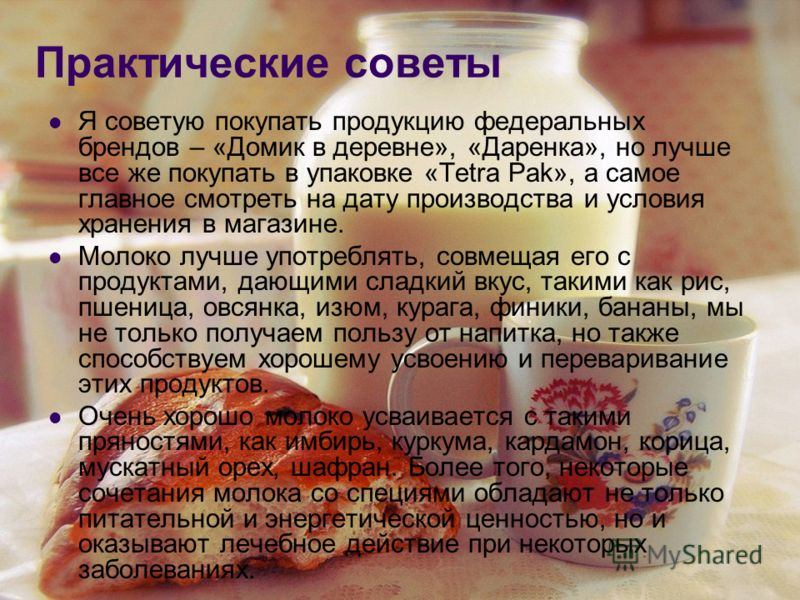 Практические советы
● Я советую покупать продукцию федеральных
брендов – «Домик в деревне», «Даренка», но лучше
все же покупать в упаковке «Tetra Pak», а самое
главное смотреть на дату производства и условия
хранения в магазине.
● Молоко лучше употреблять, совмещая его с
продуктами, дающими сладкий вкус, такими как рис,
пшеница, овсянка, изюм, курага, финики, бананы, мы
не только получаем пользу от напитка, но также
способствуем хорошему усвоению и переваривание
этих продуктов.
● Очень хорошо молоко усваивается с такими
пряностями, как имбирь, куркума, кардамон, корица,
мускатный орех, шафран. Более того, некоторые
сочетания молока со специями обладают не только
питательной и энергетической ценностью, но и
оказывают лечебное действие при некоторых
заболеваниях.
MyShared